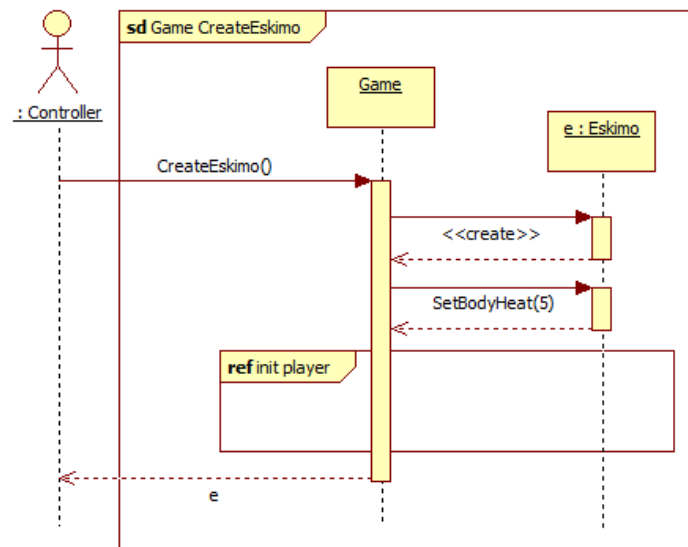 sd Game CreateEskimo
: Controller
Game
e : Eskimo
CreateEskimo()
<<create>>
SetBodyHeat(5)
ref init player
e